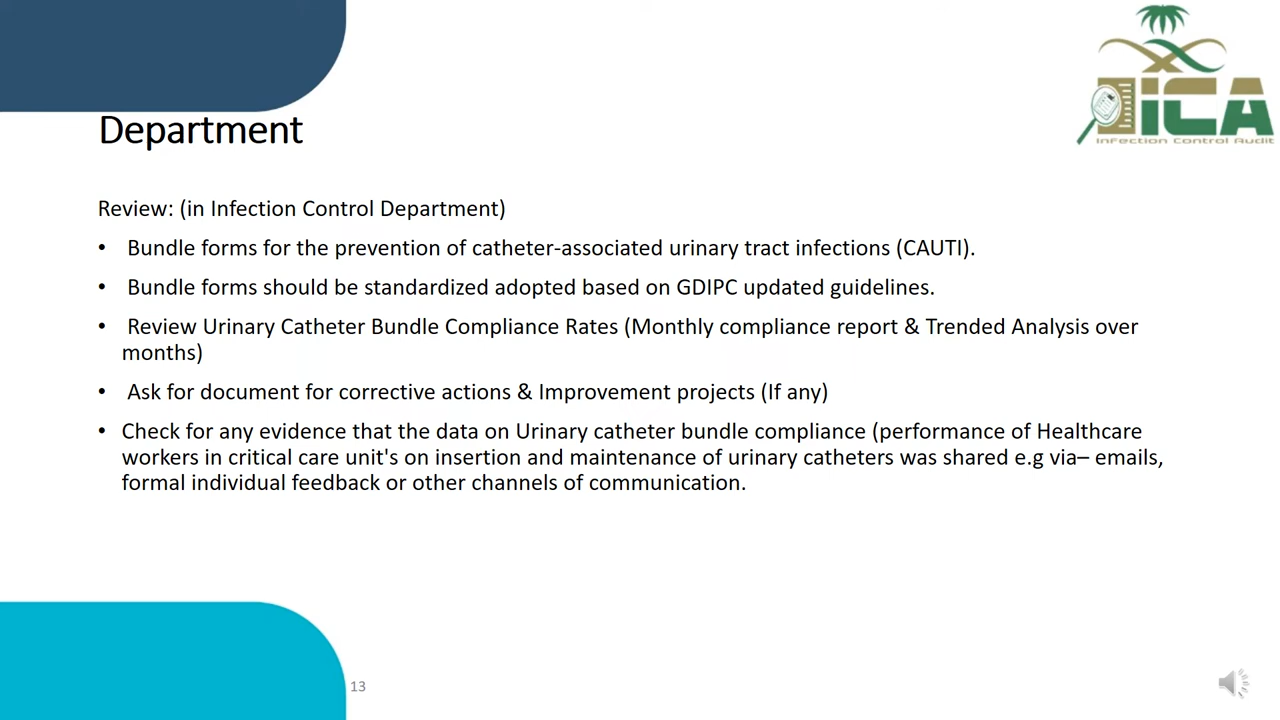 iCA
Infection Control Audit
Department
Review: (in Infection Control Department)
• Bundle forms for the prevention of catheter-associated urinary tract infections (CAUTI).
• Bundle forms should be standardized adopted based on GDIPC updated guidelines.
• Review Urinary Catheter Bundle Compliance Rates (Monthly compliance report & Trended Analysis over
months)
• Ask for document for corrective actions & Improvement projects (If any)
• Check for any evidence that the data on Urinary catheter bundle compliance (performance of Healthcare
workers in critical care unit's on insertion and maintenance of urinary catheters was shared e.g via– emails,
formal individual feedback or other channels of communication.
13